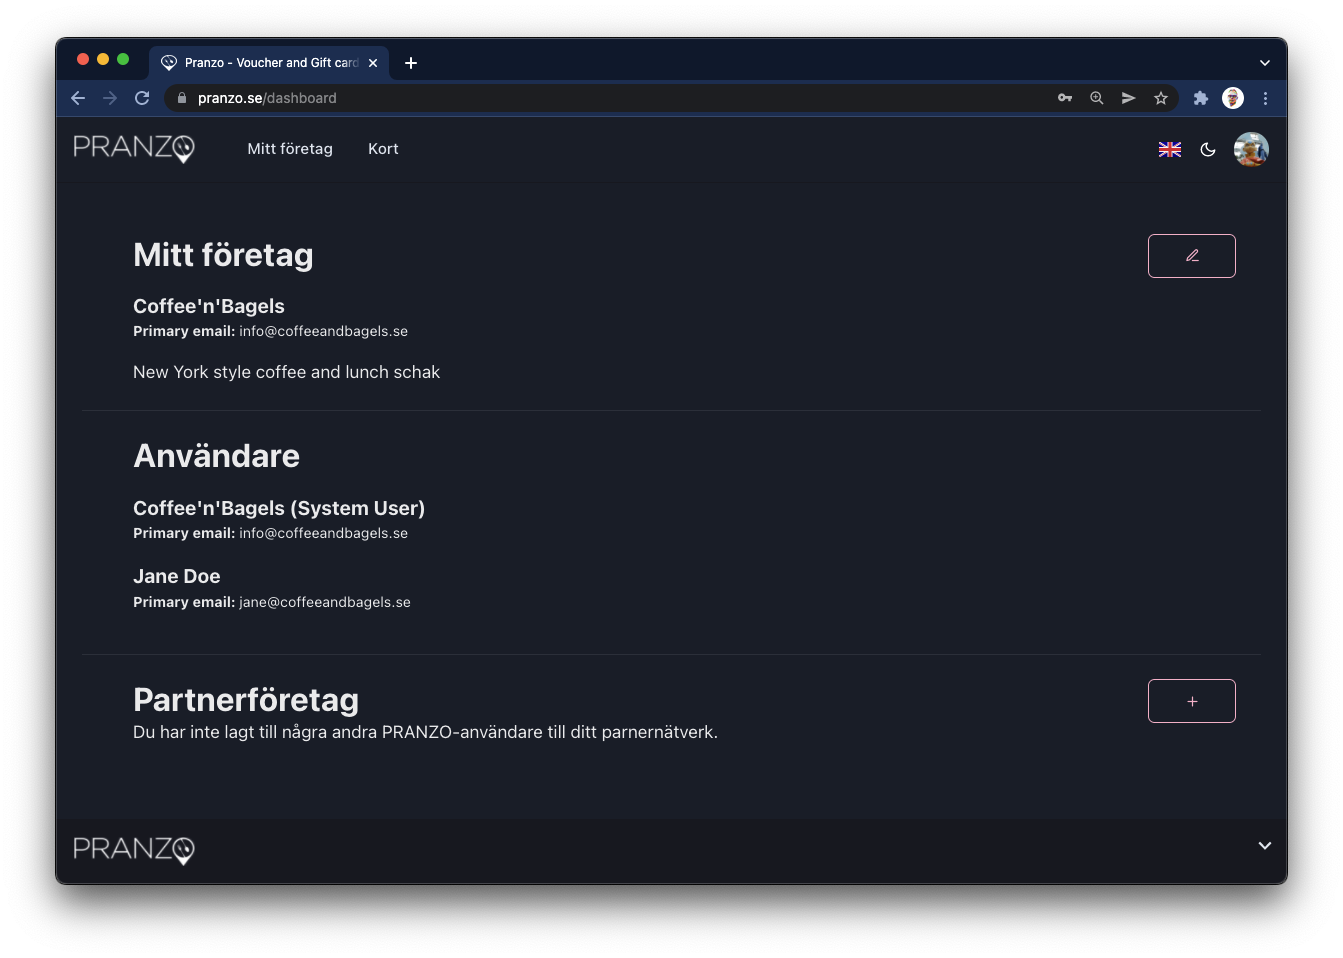 Pranzo - Voucher and Gift card
pranzo.se/dashboard
PRANZO
Mitt företag
Kort
Mitt företag
Coffee'n'Bagels
Primary email: info@coffeeandbagels.se
New York style coffee and lunch schak
Användare
Coffee'n'Bagels (System User)
Primary email: info@coffeeandbagels.se
Jane Doe
Primary email: jane@coffeeandbagels.se
Partnerföretag
Du har inte lagt till några andra PRANZO-användare till ditt parnernätverk.
PRANZO